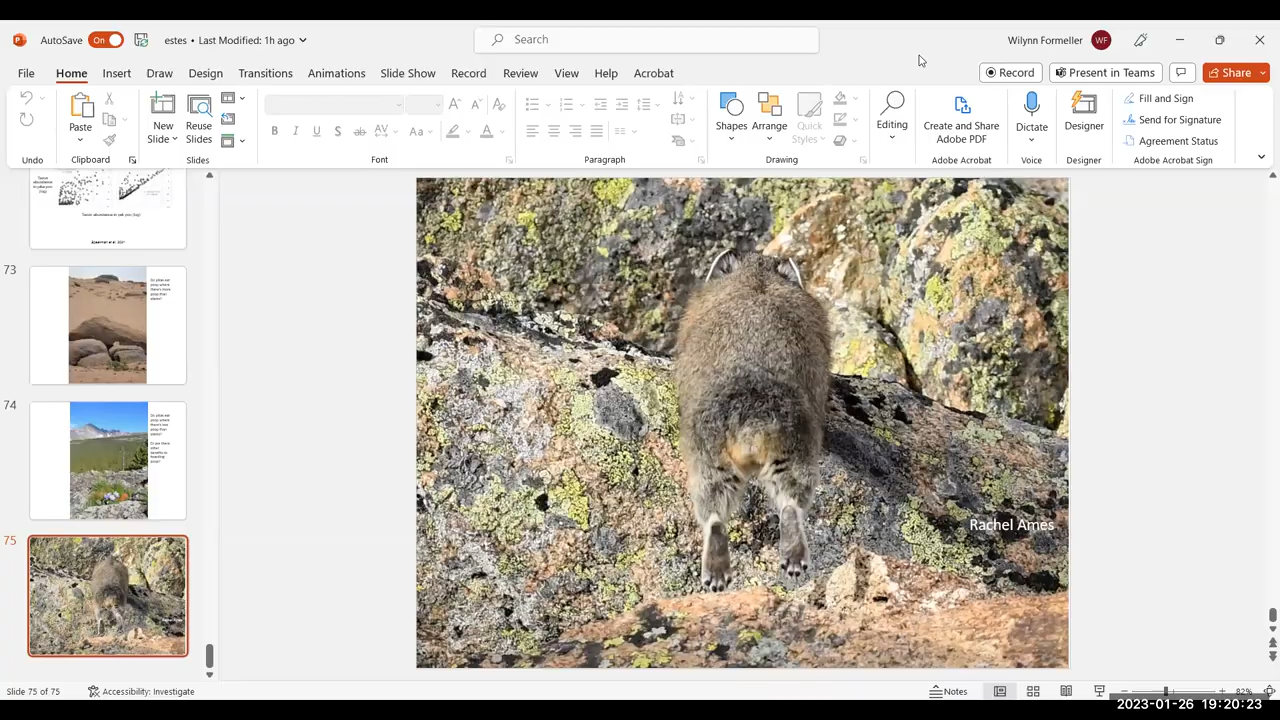 AutoSave On estes • Last Modified: 1h ago Search Wilynn Formeller WF
File Home Insert Draw Design Transitions Animations Slide Show Record Review View Help Acrobat Record Present in Teams Share
Paste New Slide Reuse Slides Shapes Arrange Quick Styles Editing Create and Share Adobe PDF Dictate Designer Fill and Sign
Send for Signature
Agreement Status
Undo Clipboard Slides Font Paragraph Drawing Adobe Acrobat Voice Designer Adobe Acrobat Sign
73
74
75
Rachel Ames
Slide 75 of 75 Accessibility: Investigate Notes 82%
2023-01-26 19:20:23